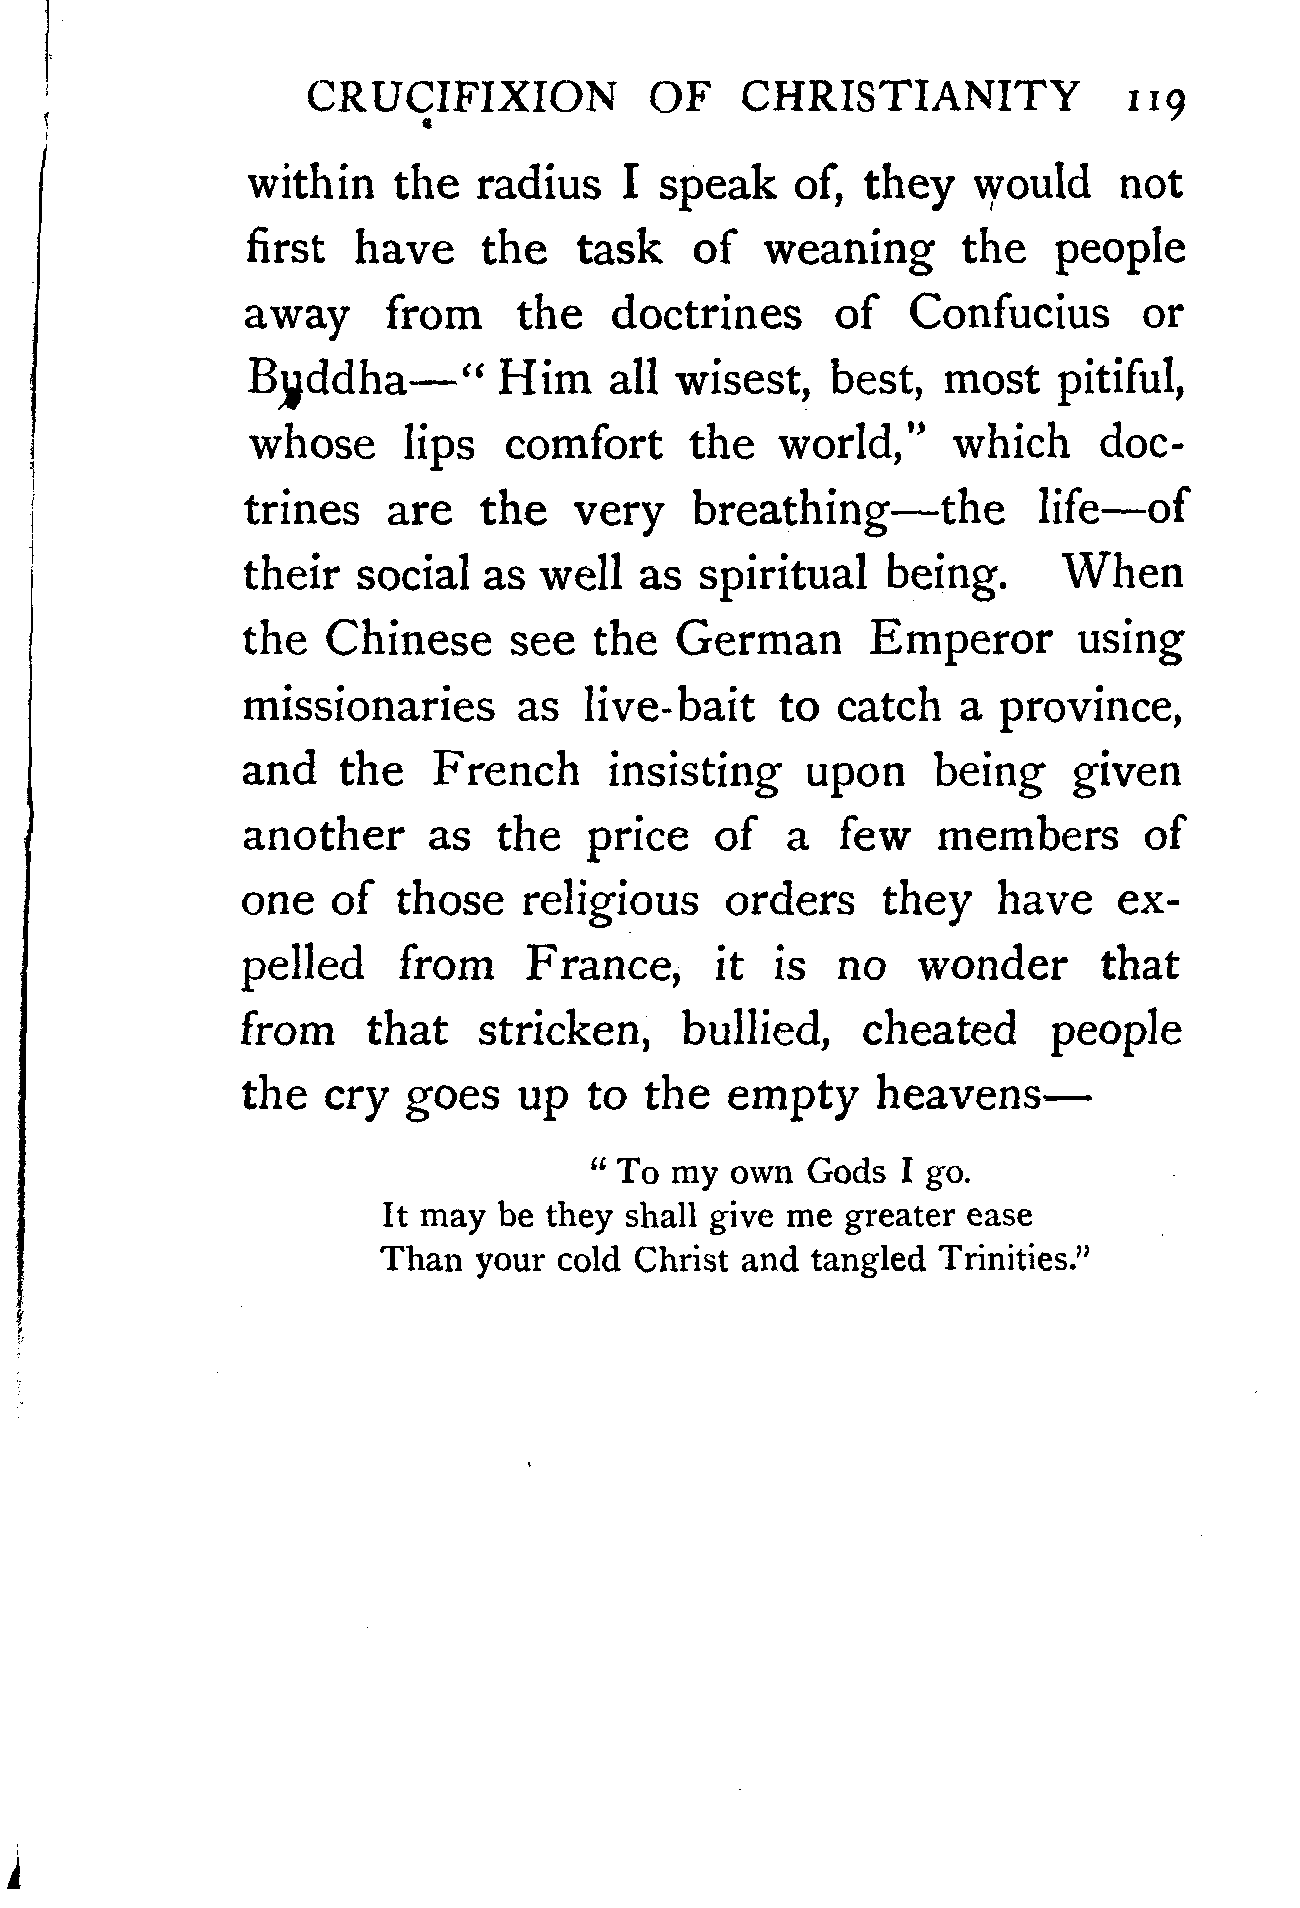 CRUCIFIXION OF CHRISTIANITY 119
within the radius I speak of, they would not
first have the task of weaning the people
away from the doctrines of Confucius or
Buddha—“ Him all wisest, best, most pitiful,
whose lips comfort the world,” which doc-
trines are the very breathing—the life—of
their social as well as spiritual being. When
the Chinese see the German Emperor using
missionaries as live-bait to catch a province,
and the French insisting upon being given
another as the price of a few members of
one of those religious orders they have ex-
pelled from France, it is no wonder that
from that stricken, bullied, cheated people
the cry goes up to the empty heavens—
“ To my own Gods I go.
It may be they shall give me greater ease
Than your cold Christ and tangled Trinities.”